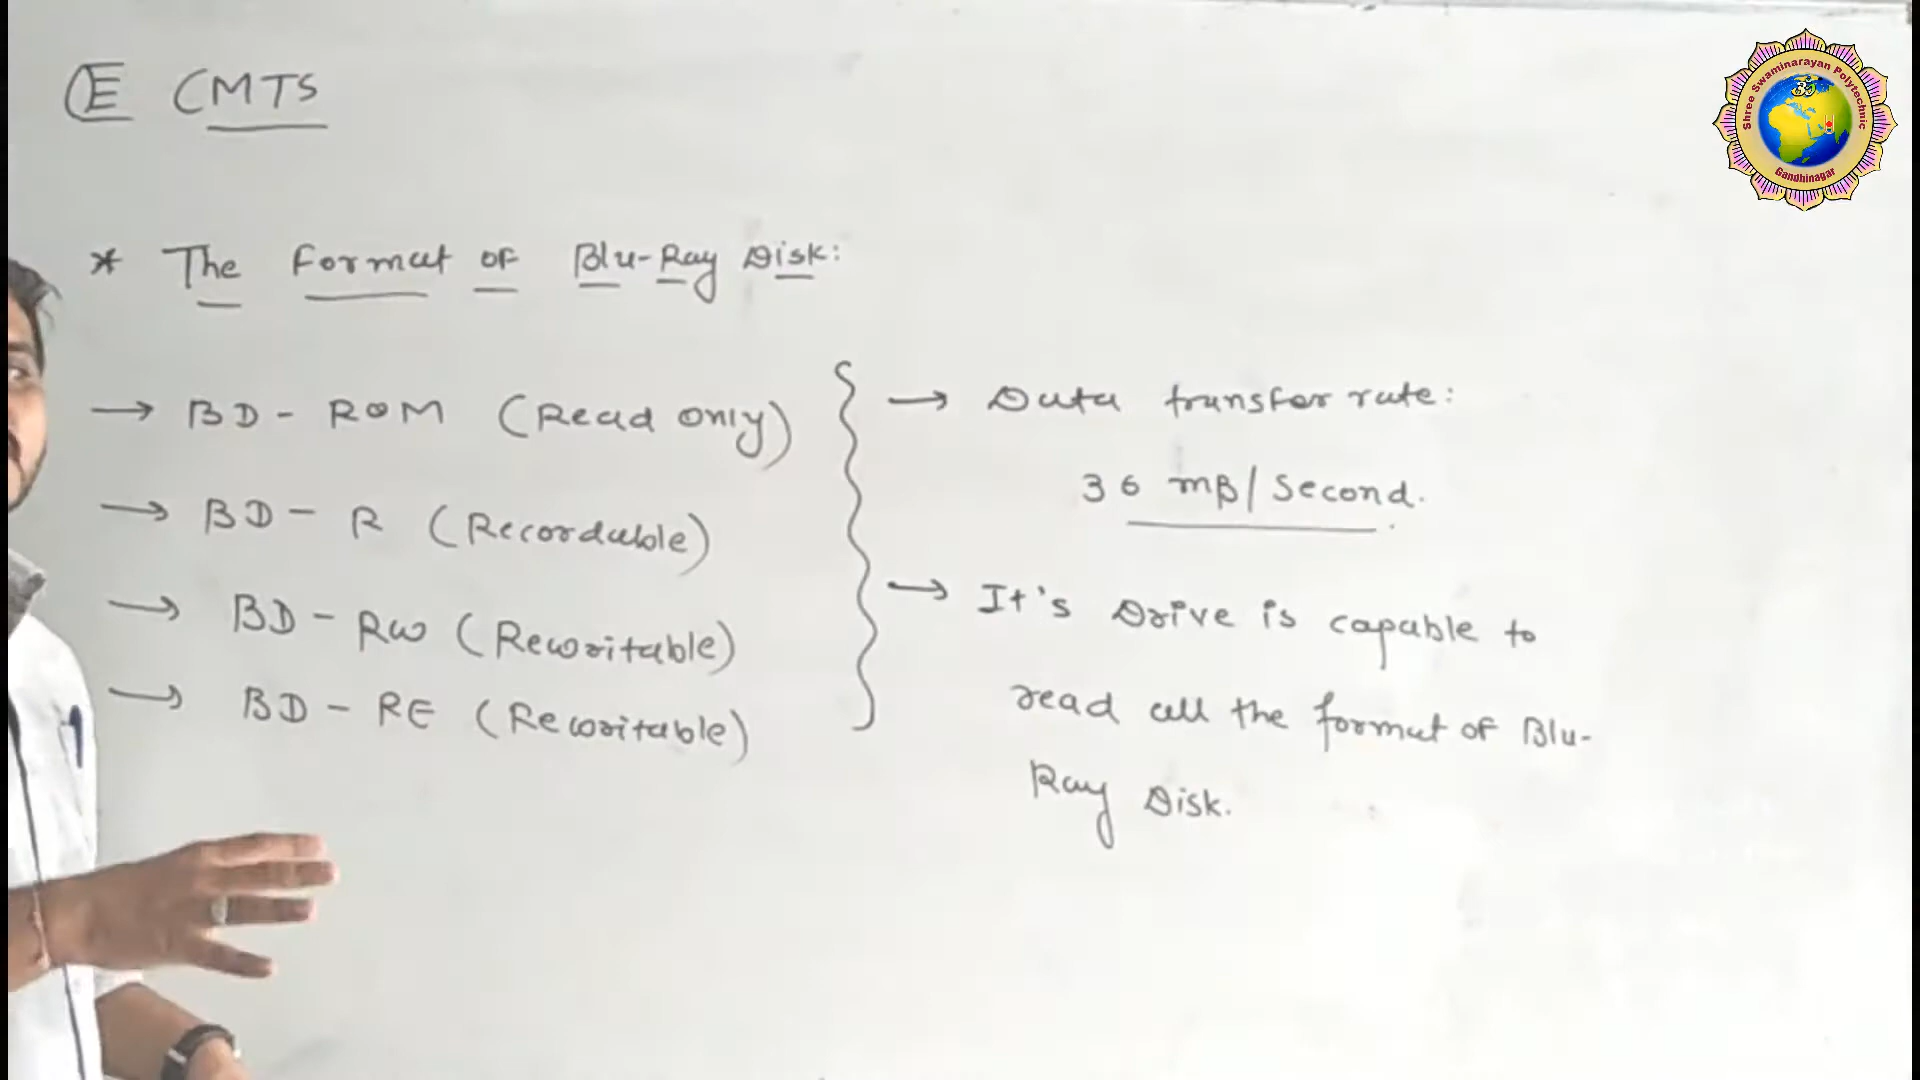 E CMTS
* The Format of Blu-Ray Disk:
→ BD - ROM (Read only)
→ BD - R (Recordable)
→ BD - RW (Rewritable)
→ BD - RE (Rewritable)
→ Data transfer rate:
36 MB/Second.
→ It's Drive is capable to
read all the format of Blu-
Ray Disk.
Shree Swaminarayan Polytechnic
Gandhinagar